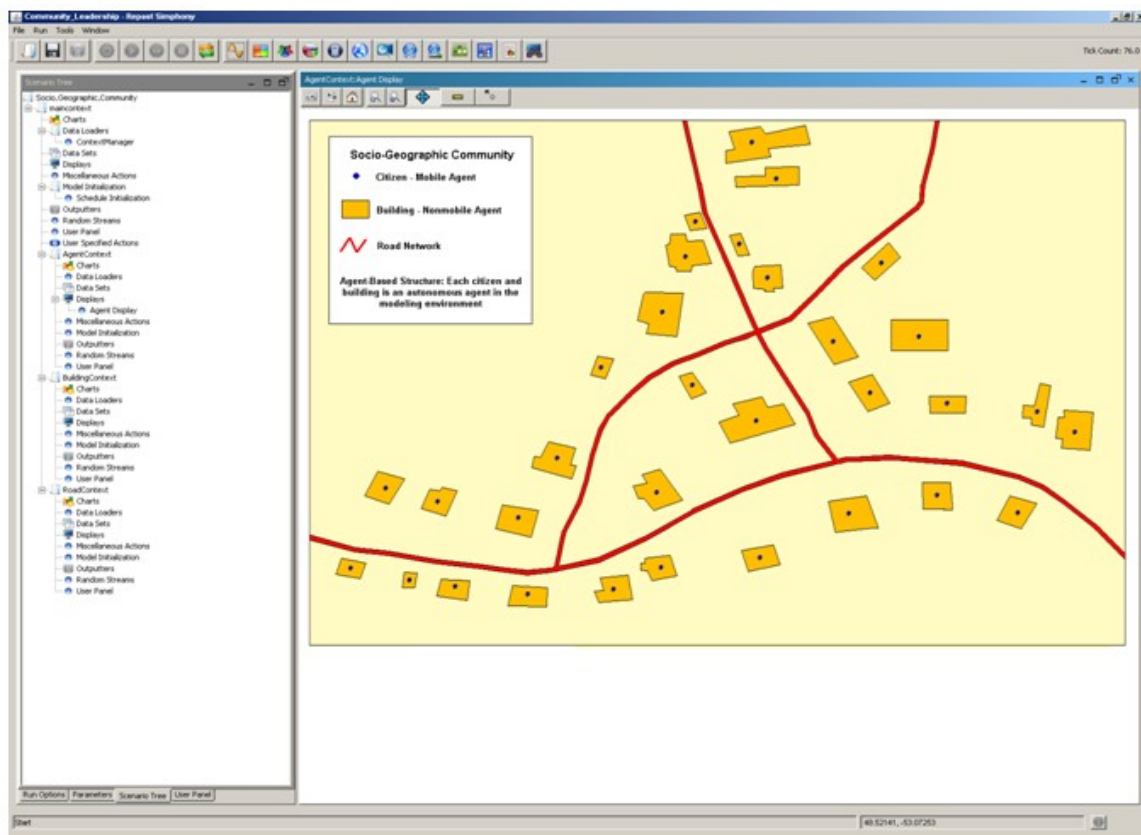 Community_Leadership - Repast Simphony
File Run Tools Window
Tick Count: 76.0
Scenario Tree
Socio_Geographic_Community
maincontext
Charts
Data Loaders
ContextManager
Data Sets
Displays
Miscellaneous Actions
Model Initialization
Schedule Initialization
Outputters
Random Streams
User Panel
User Specified Actions
AgentContext
Charts
Data Loaders
Data Sets
Displays
Agent Display
Miscellaneous Actions
Model Initialization
Outputters
Random Streams
User Panel
BuildingContext
Charts
Data Loaders
Data Sets
Displays
Miscellaneous Actions
Model Initialization
Outputters
Random Streams
User Panel
RoadContext
Charts
Data Loaders
Data Sets
Displays
Miscellaneous Actions
Model Initialization
Outputters
Random Streams
User Panel
Run Options Parameters Scenario Tree User Panel
AgentContext: Agent Display
Socio-Geographic Community
Citizen - Mobile Agent
Building - Nonmobile Agent
Road Network
Agent-Based Structure: Each citizen and
building is an autonomous agent in the
modeling environment
Start
48.52141, -53.07253